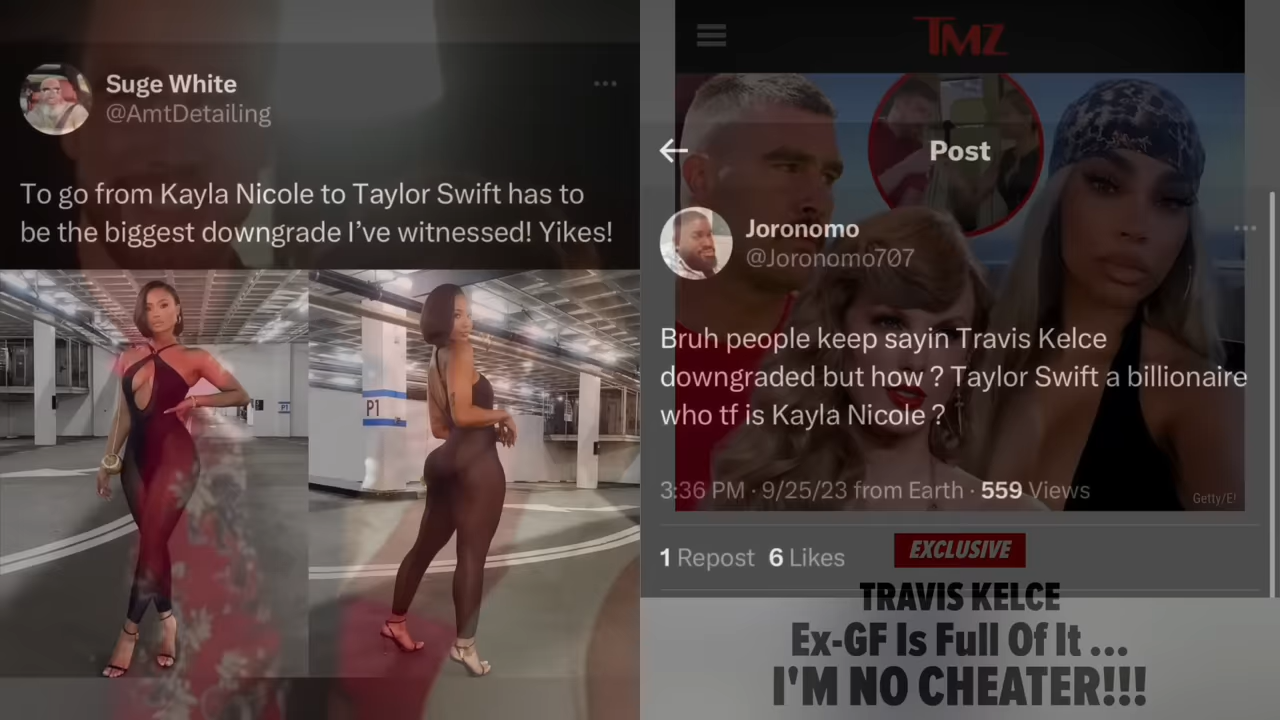 Suge White
@AmtDetailing
To go from Kayla Nicole to Taylor Swift has to
be the biggest downgrade I’ve witnessed! Yikes!
P1
P1
TMZ
Post
Joronomo
@Joronomo707
Bruh people keep sayin Travis Kelce
downgraded but how ? Taylor Swift a billionaire
who tf is Kayla Nicole ?
3:36 PM · 9/25/23 from Earth · 559 Views
Getty/E!
1 Repost 6 Likes
EXCLUSIVE
TRAVIS KELCE
Ex-GF Is Full Of It ...
I'M NO CHEATER!!!